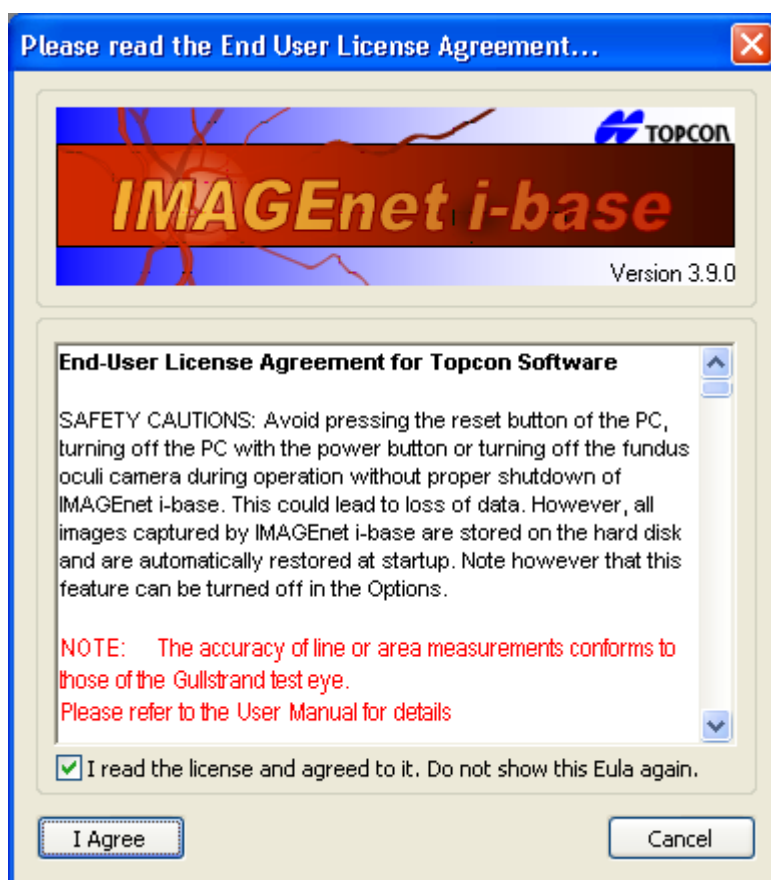 Please read the End User License Agreement...
TOPCON
IMAGEnet i-base
Version 3.9.0
End-User License Agreement for Topcon Software
SAFETY CAUTIONS: Avoid pressing the reset button of the PC,
turning off the PC with the power button or turning off the fundus
oculi camera during operation without proper shutdown of
IMAGEnet i-base. This could lead to loss of data. However, all
images captured by IMAGEnet i-base are stored on the hard disk
and are automatically restored at startup. Note however that this
feature can be turned off in the Options.
NOTE: The accuracy of line or area measurements conforms to
those of the Gullstrand test eye.
Please refer to the User Manual for details
I read the license and agreed to it. Do not show this Eula again.
I Agree
Cancel